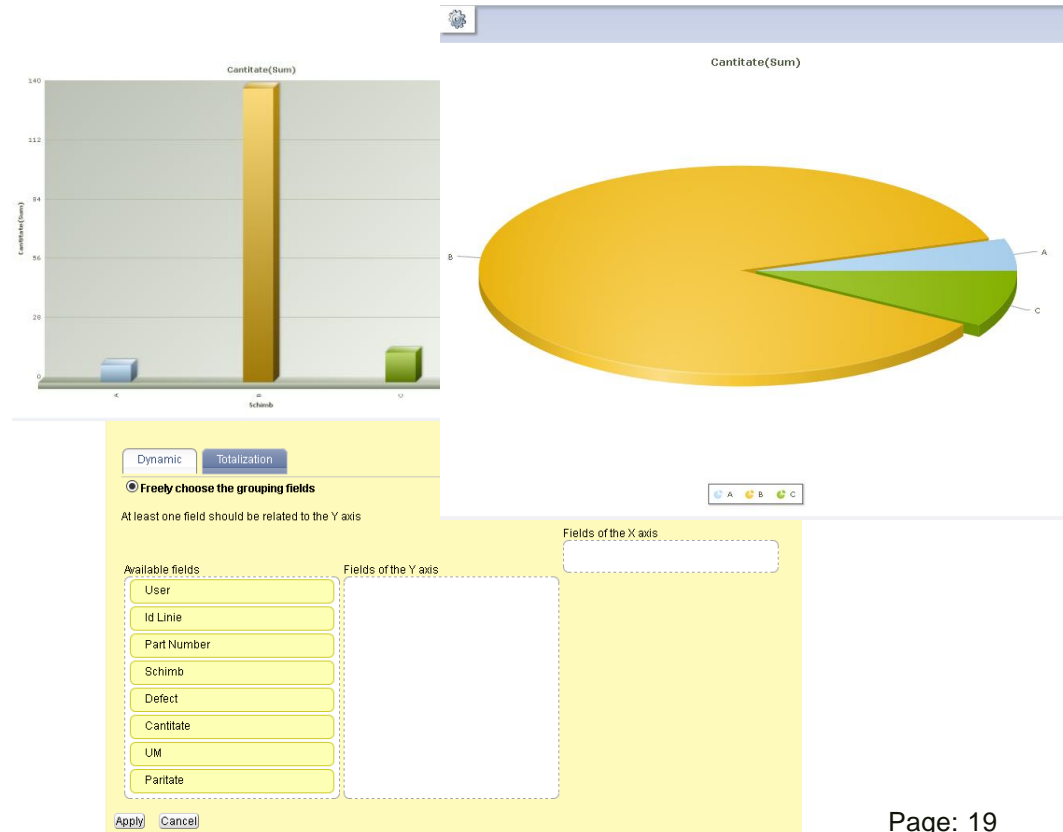 Cantitate(Sum)
140
112
84
56
28
0
Cantitate(Sum)
A
B
C
Schimb
Cantitate(Sum)
B
A
C
A B C
Dynamic Totalization
Freely choose the grouping fields
At least one field should be related to the Y axis
Fields of the X axis
Available fields
Fields of the Y axis
User
Id Linie
Part Number
Schimb
Defect
Cantitate
UM
Paritate
Apply Cancel
Page: 19